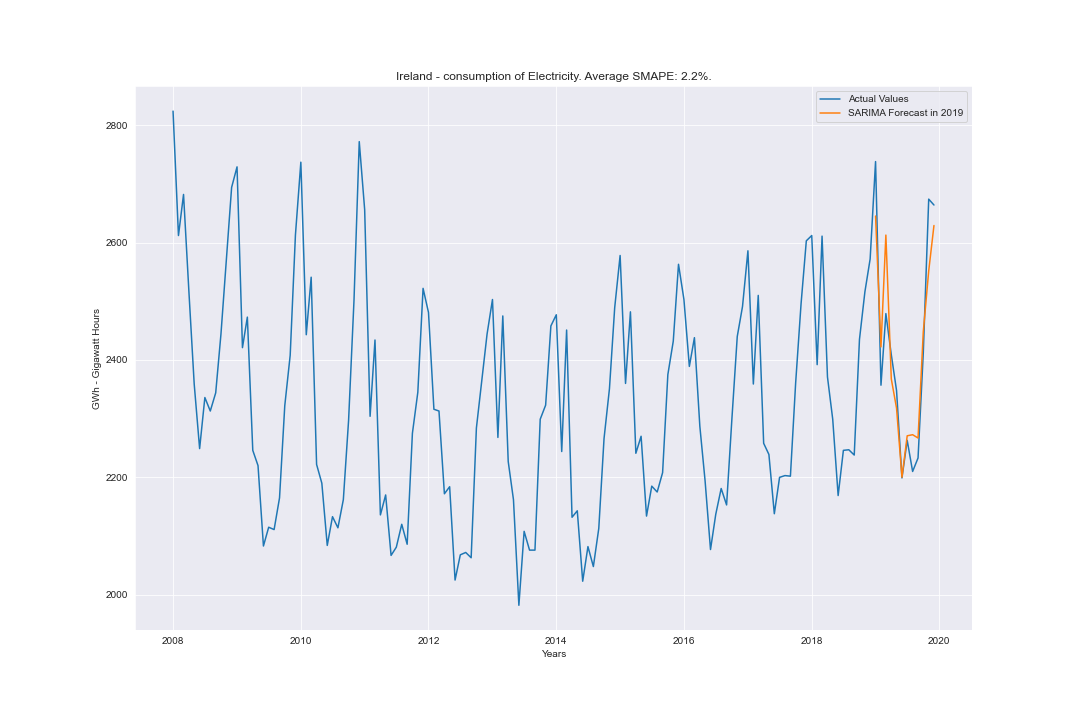 Ireland - consumption of Electricity. Average SMAPE: 2.2%.
Actual Values
SARIMA Forecast in 2019
2800
2600
2400
2200
2000
GWh - Gigawatt Hours
2008 2010 2012 2014 2016 2018 2020
Years